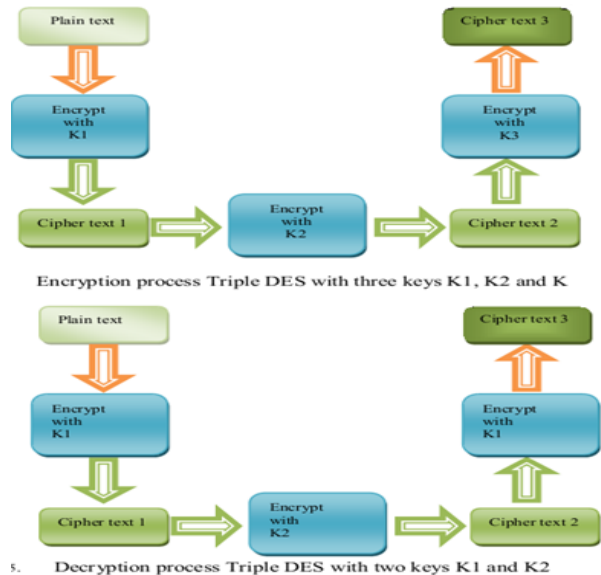 Plain text
Cipher text 3
Encrypt
with
K1
Encrypt
with
K3
Cipher text 1
Encrypt
with
K2
Cipher text 2
Encryption process Triple DES with three keys K1, K2 and K
Plain text
Cipher text 3
Encrypt
with
K1
Encrypt
with
K1
Cipher text 1
Encrypt
with
K2
Cipher text 2
5. Decryption process Triple DES with two keys K1 and K2